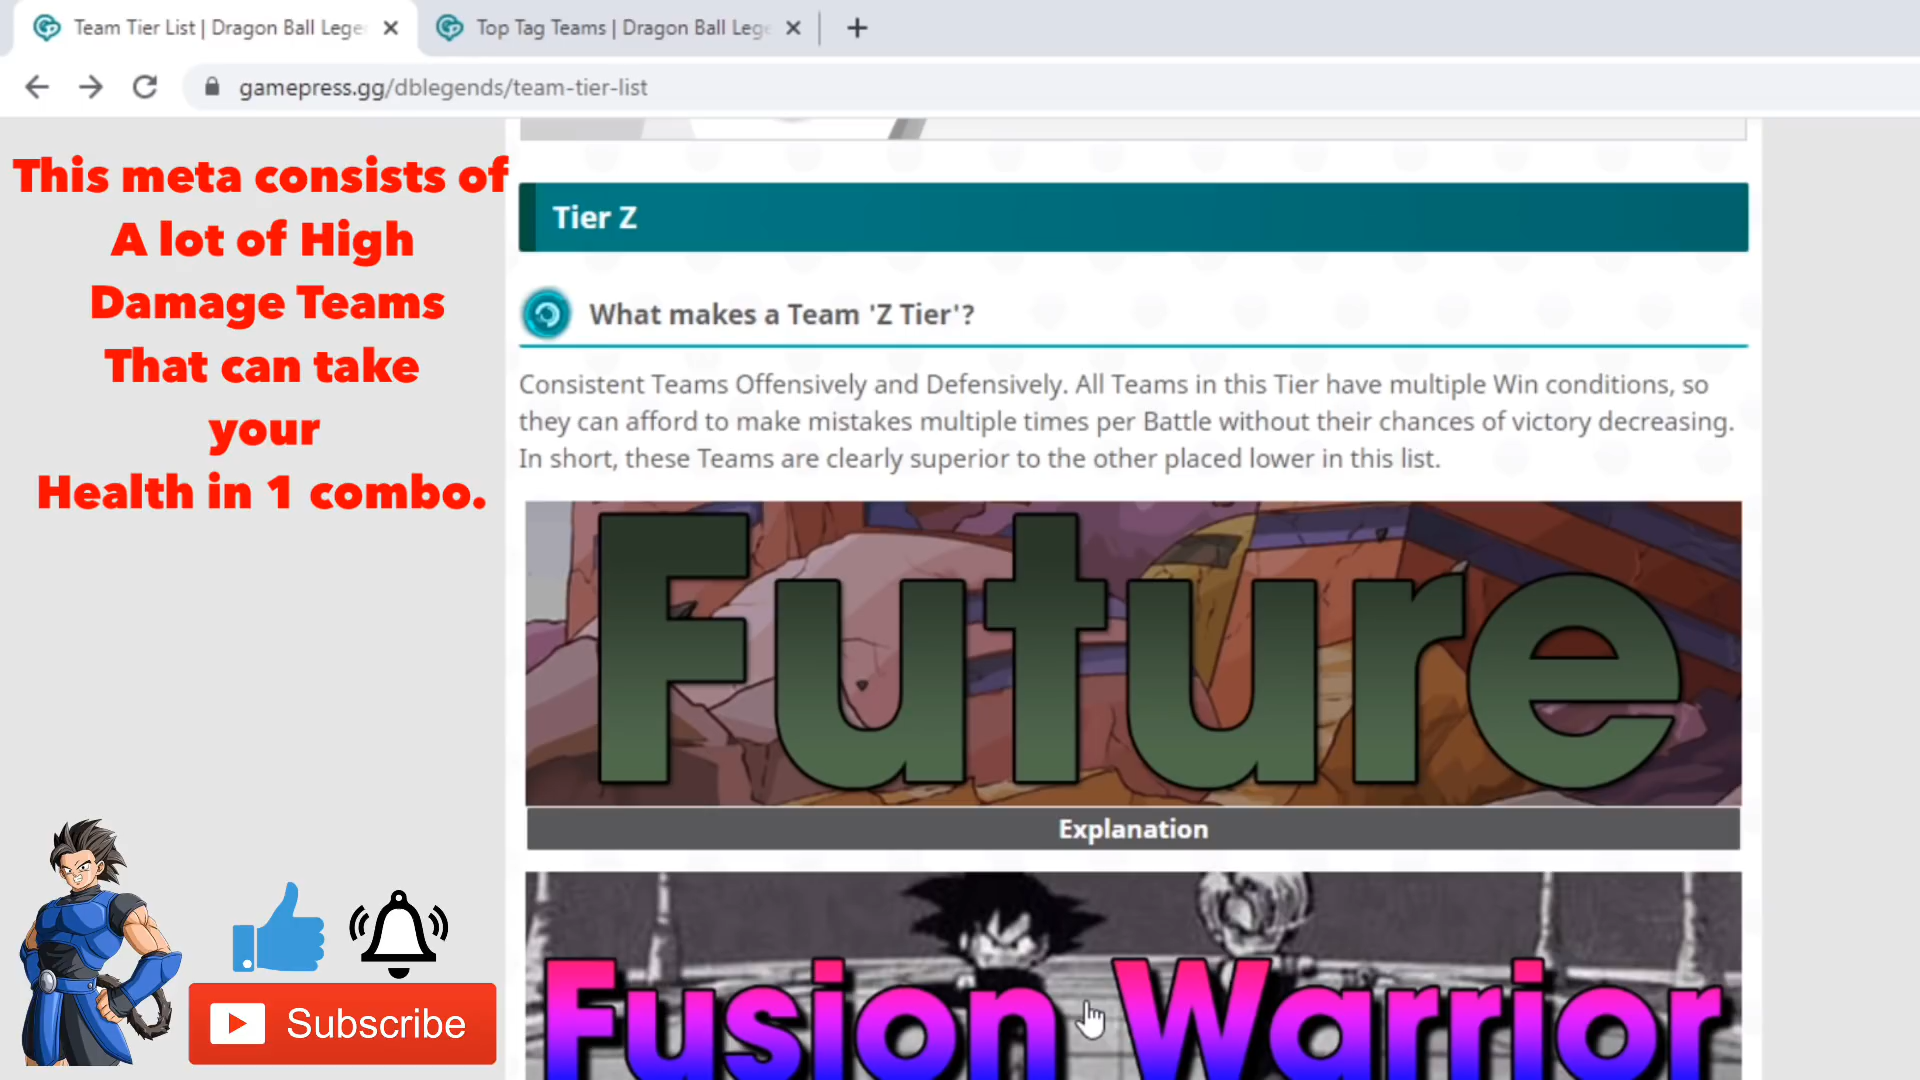 Team Tier List | Dragon Ball Lege
Top Tag Teams | Dragon Ball Lege
gamepress.gg/dblegends/team-tier-list
This meta consists of
A lot of High
Damage Teams
That can take
your
Health in 1 combo.
Subscribe
Tier Z
What makes a Team 'Z Tier'?
Consistent Teams Offensively and Defensively. All Teams in this Tier have multiple Win conditions, so
they can afford to make mistakes multiple times per Battle without their chances of victory decreasing.
In short, these Teams are clearly superior to the other placed lower in this list.
Future
Explanation
Fusion Warrior